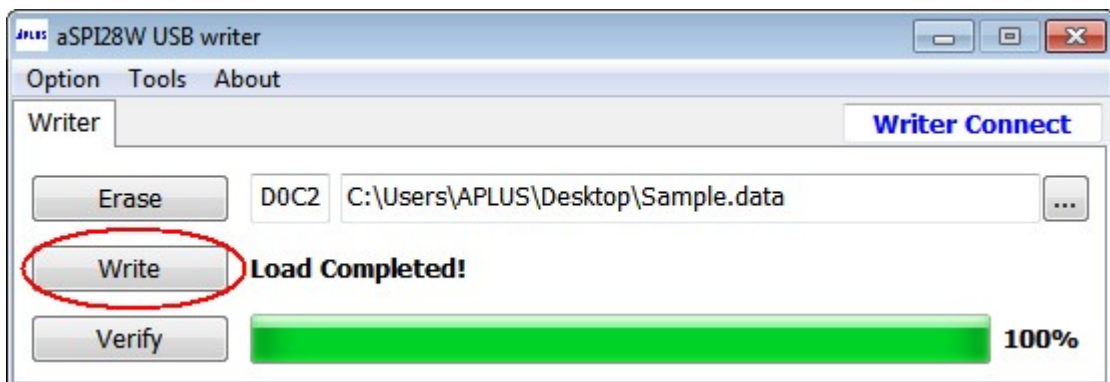 APLUS aSPI28W USB writer
Option Tools About
Writer Writer Connect
Erase D0C2 C:\Users\APLUS\Desktop\Sample.data ...
Write Load Completed!
Verify 100%